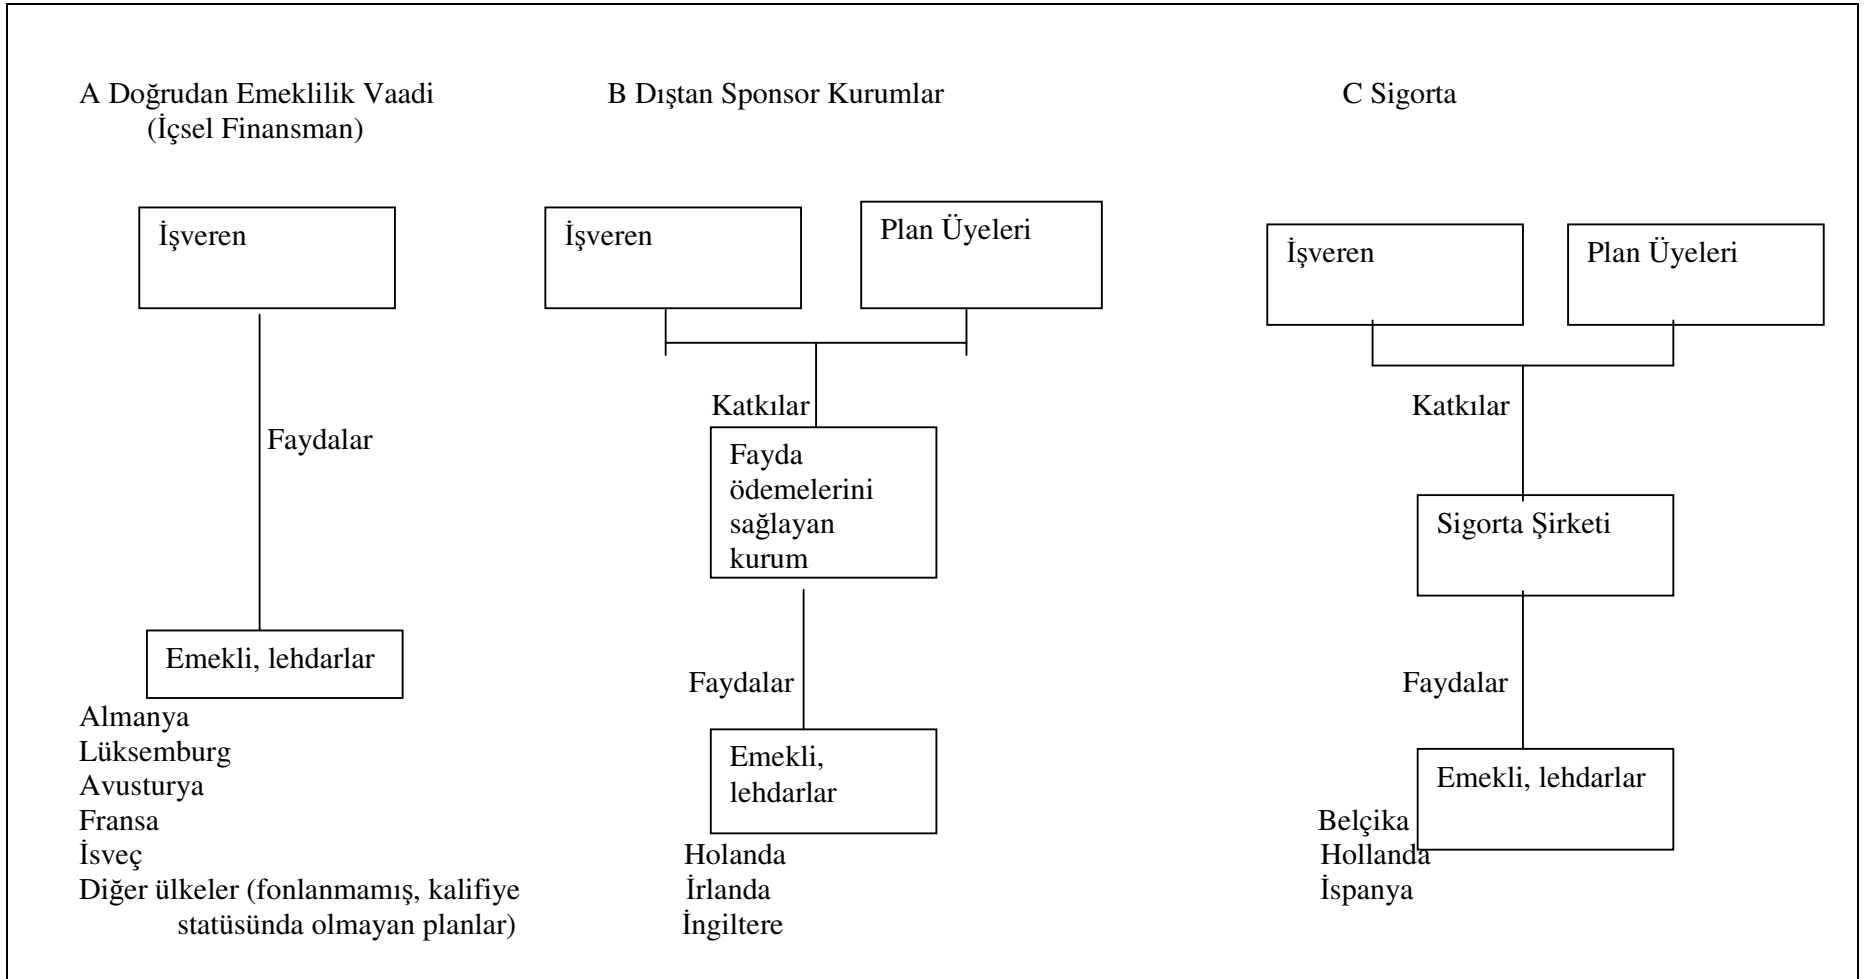 A Doğrudan Emeklilik Vaadi
(İçsel Finansman)
İşveren
Faydalar
Emekli, lehdarlar
Almanya
Lüksemburg
Avusturya
Fransa
İsveç
Diğer ülkeler (fonlanmamış, kalifiye
statüsünda olmayan planlar)
B Dıştan Sponsor Kurumlar
İşveren
Plan Üyeleri
Katkılar
Fayda
ödemelerini
sağlayan
kurum
Faydalar
Emekli,
lehdarlar
Holanda
İrlanda
İngiltere
C Sigorta
İşveren
Plan Üyeleri
Katkılar
Sigorta Şirketi
Faydalar
Emekli, lehdarlar
Belçika
Hollanda
İspanya